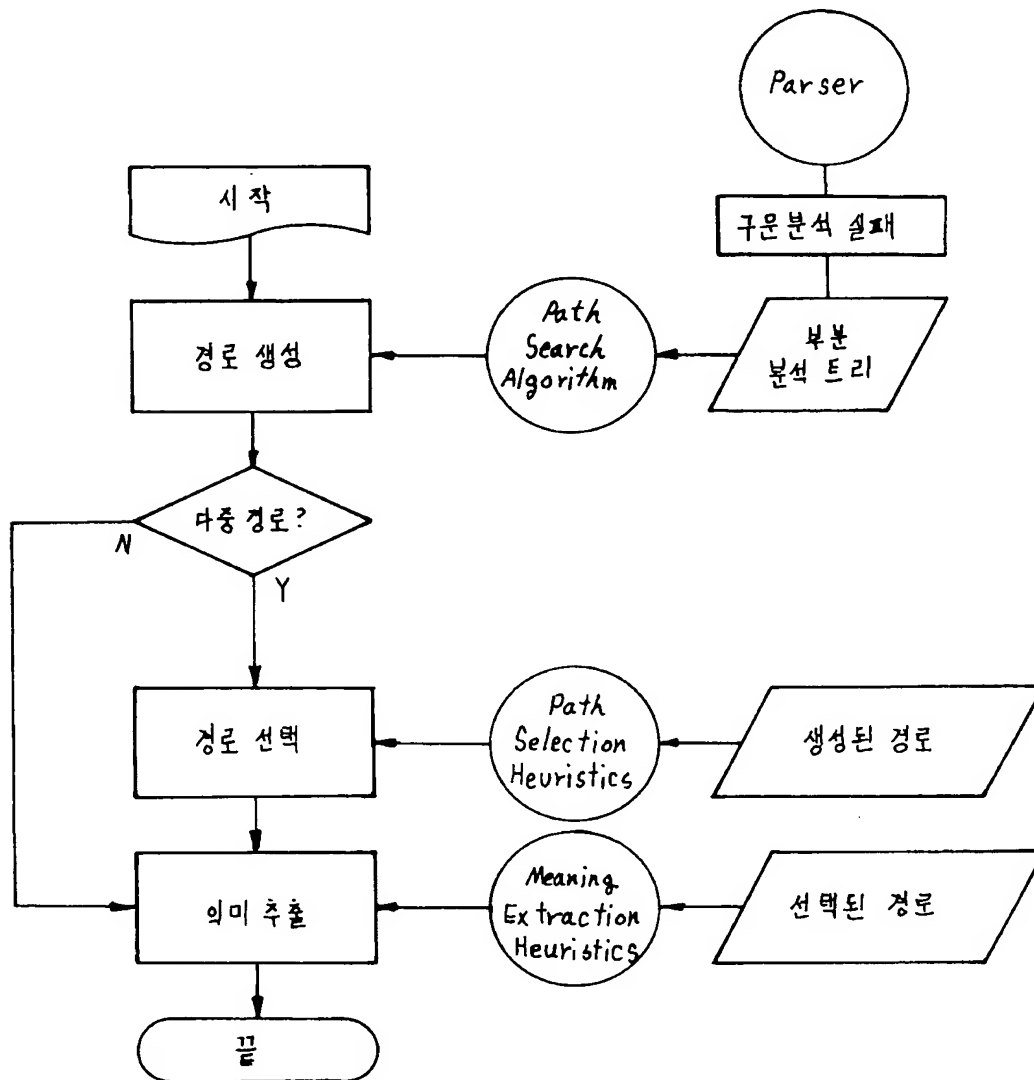 Parser
시작
구문분석 실패
경로 생성
Path
Search
Algorithm
부분
분석 트리
다중 경로?
N
Y
경로 선택
Path
Selection
Heuristics
생성된 경로
의미 추출
Meaning
Extraction
Heuristics
선택된 경로
끝